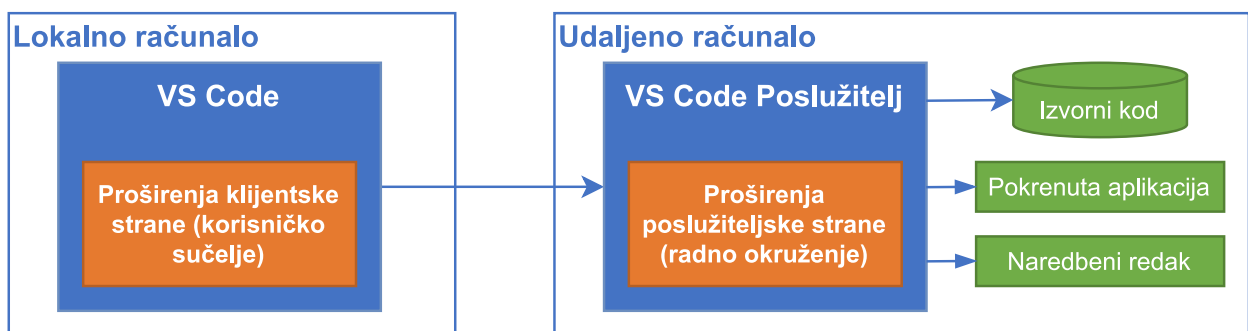 Lokalno računalo
VS Code
Proširenja klijentske
strane (korisničko
sučelje)
Udaljeno računalo
VS Code Poslužitelj
Proširenja
poslužiteljske strane
(radno okruženje)
Izvorni kod
Pokrenuta aplikacija
Naredbeni redak